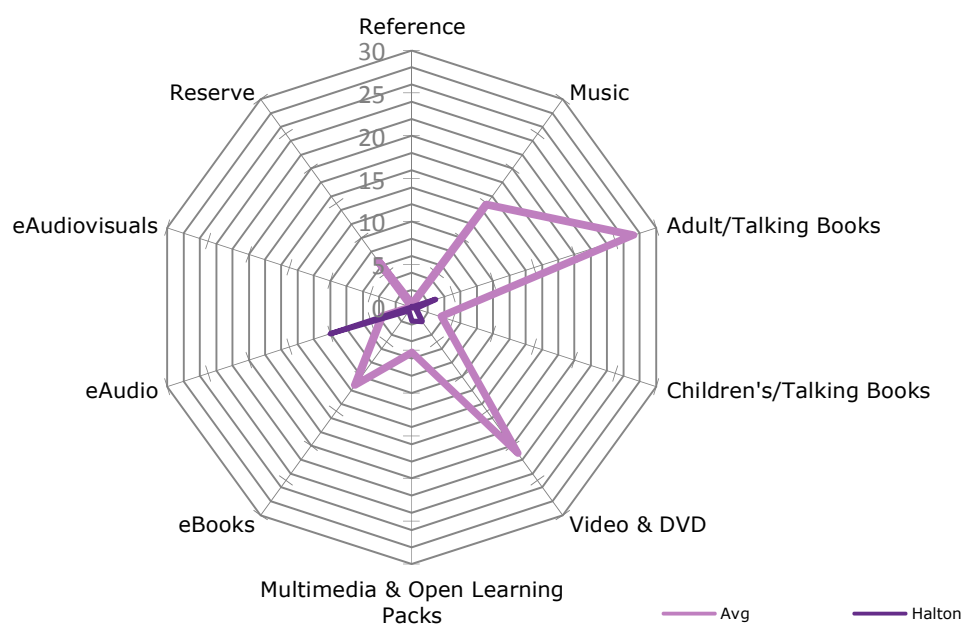 Reference
30
Reserve
Music
25
20
15
eAudiovisuals
Adult/Talking Books
10
5
0
eAudio
Children's/Talking Books
eBooks
Video & DVD
Multimedia & Open Learning
Packs
Avg
Halton